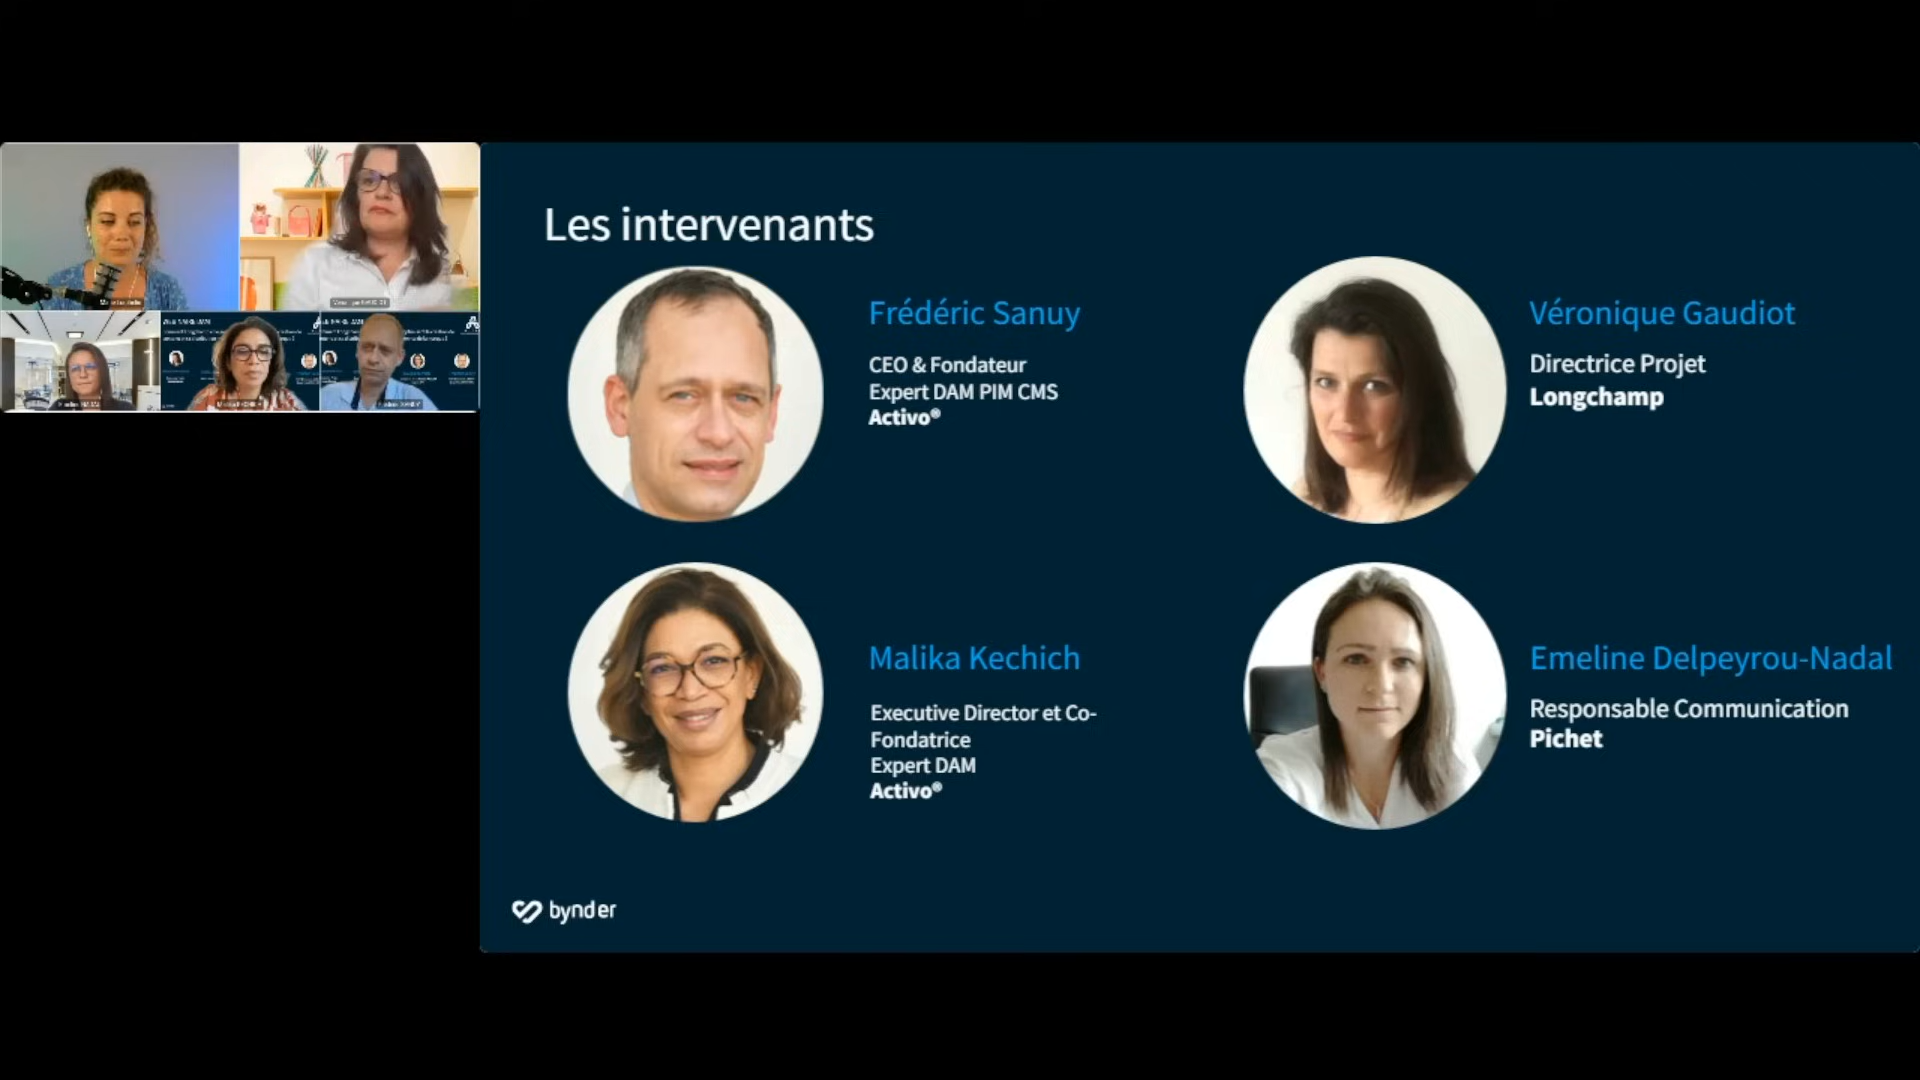 Les intervenants
Frédéric Sanuy
CEO & Fondateur
Expert DAM PIM CMS
Activo®
Véronique Gaudiot
Directrice Projet
Longchamp
Malika Kechich
Executive Director et Co-
Fondatrice
Expert DAM
Activo®
Emeline Delpeyrou-Nadal
Responsable Communication
Pichet
bynder